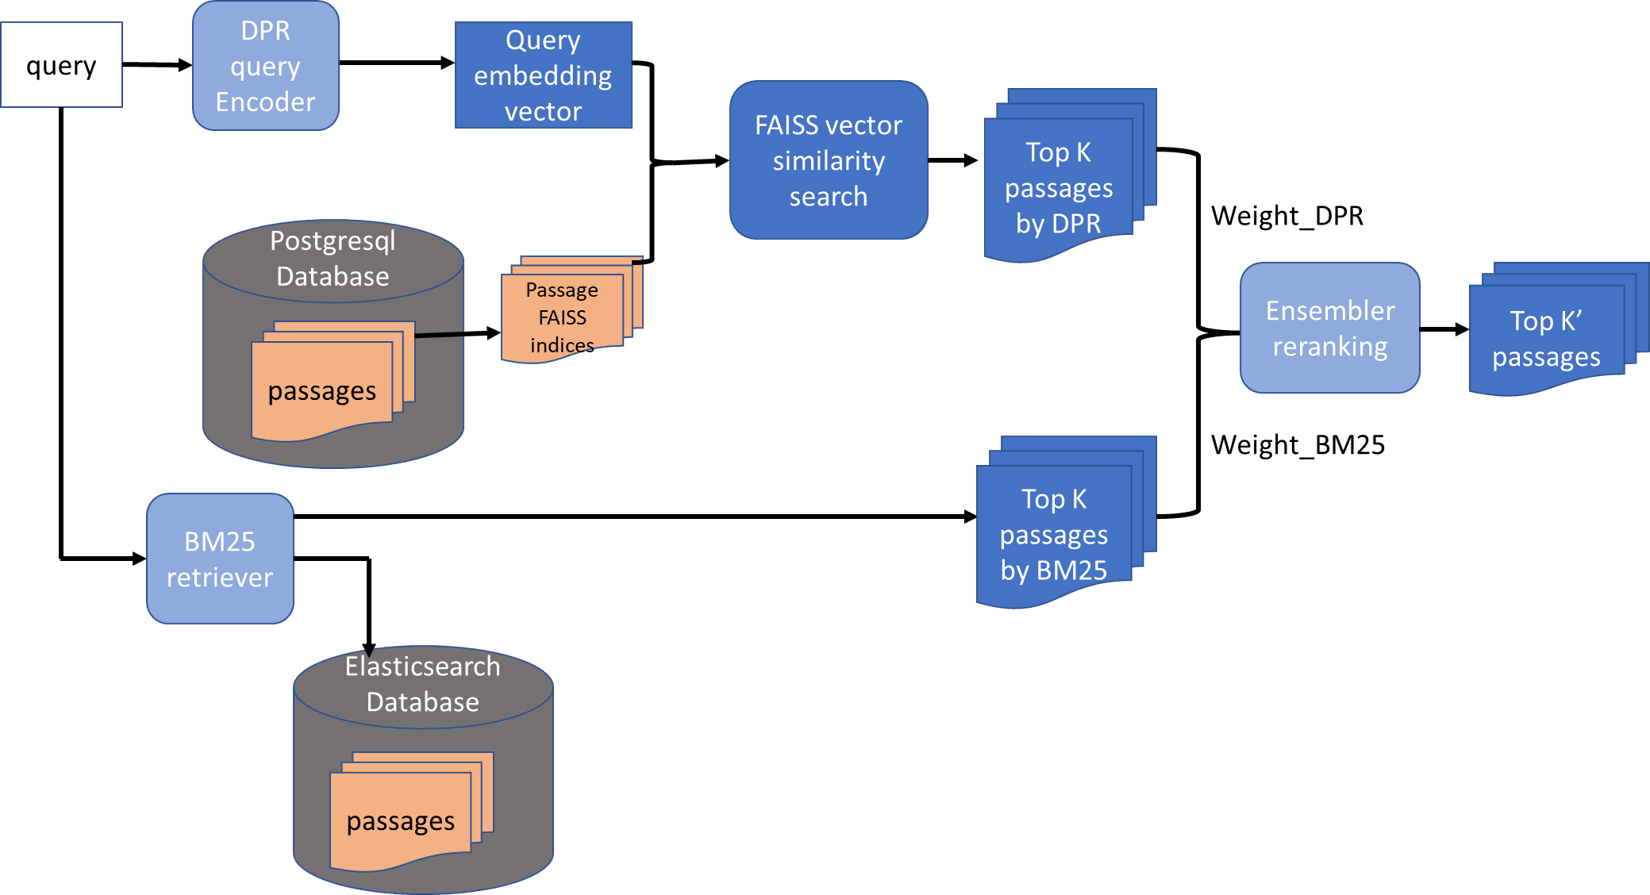 query
DPR
query
Encoder
Query
embedding
vector
FAISS vector
similarity
search
Top K
passages
by DPR
Weight_DPR
Postgresql
Database
passages
Passage
FAISS
indices
Ensembler
reranking
Top K’
passages
Weight_BM25
BM25
retriever
Top K
passages
by BM25
Elasticsearch
Database
passages